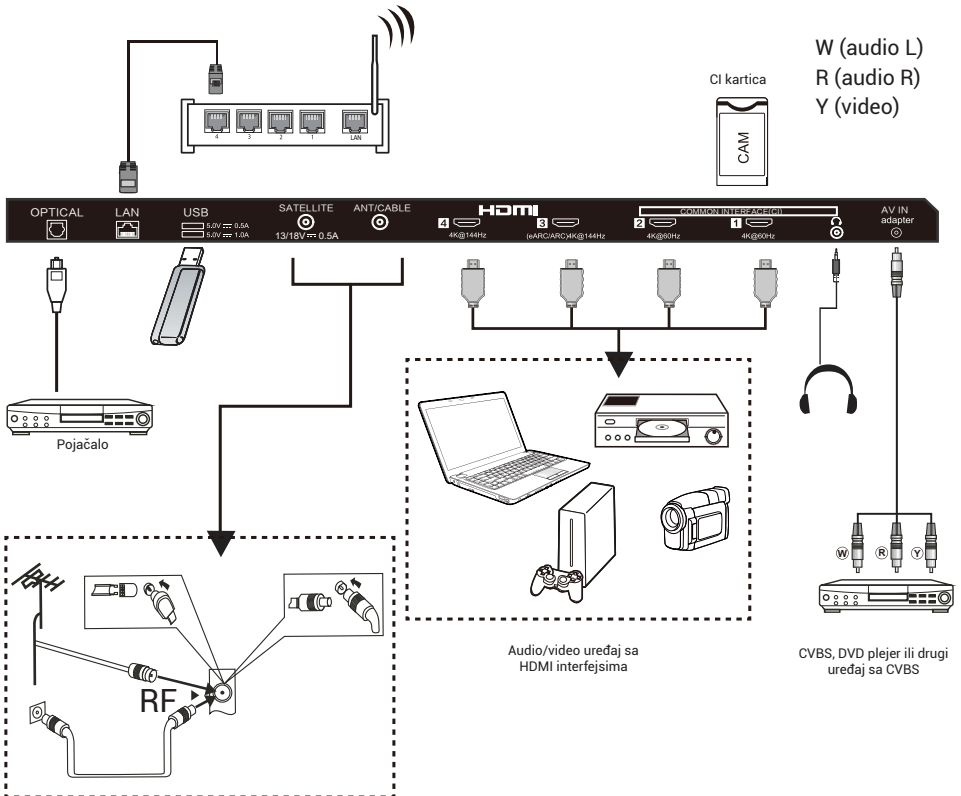 W (audio L)
R (audio R)
Y (video)
CI kartica
CAM
4 3 2 1 LAN
OPTICAL
LAN
USB
5.0V 0.5A
5.0V 1.0A
SATELLITE
13/18V 0.5A
ANT/CABLE
HDMI
4
4K@144Hz
3
(eARC/ARC)4K@144Hz
COMMON INTERFACE(CI)
2
4K@60Hz
1
4K@60Hz
AV IN
adapter
Pojačalo
RF
Audio/video uređaj sa
HDMI interfejsima
W R Y
CVBS, DVD plejer ili drugi
uređaj sa CVBS